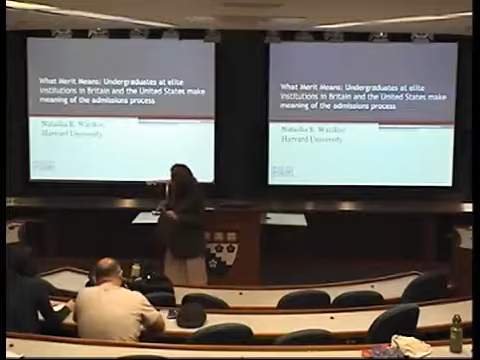 What Merit Means: Undergraduates at elite
institutions in Britain and the United States make
meaning of the admissions process
Natasha K. Warikoo
Harvard University
What Merit Means: Undergraduates at elite
institutions in Britain and the United States make
meaning of the admissions process
Natasha K. Warikoo
Harvard University